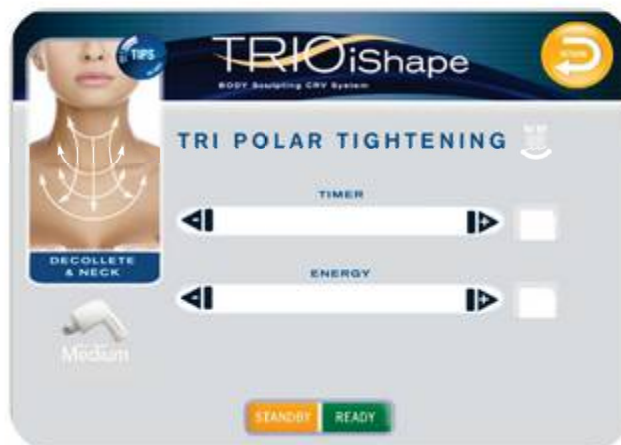 TIPS
TRIOiShape
BODY Sculpting CRV System
RETURN
TRI POLAR TIGHTENING
TIMER
DECOLLETE
& NECK
ENERGY
Medium
STANDBY READY